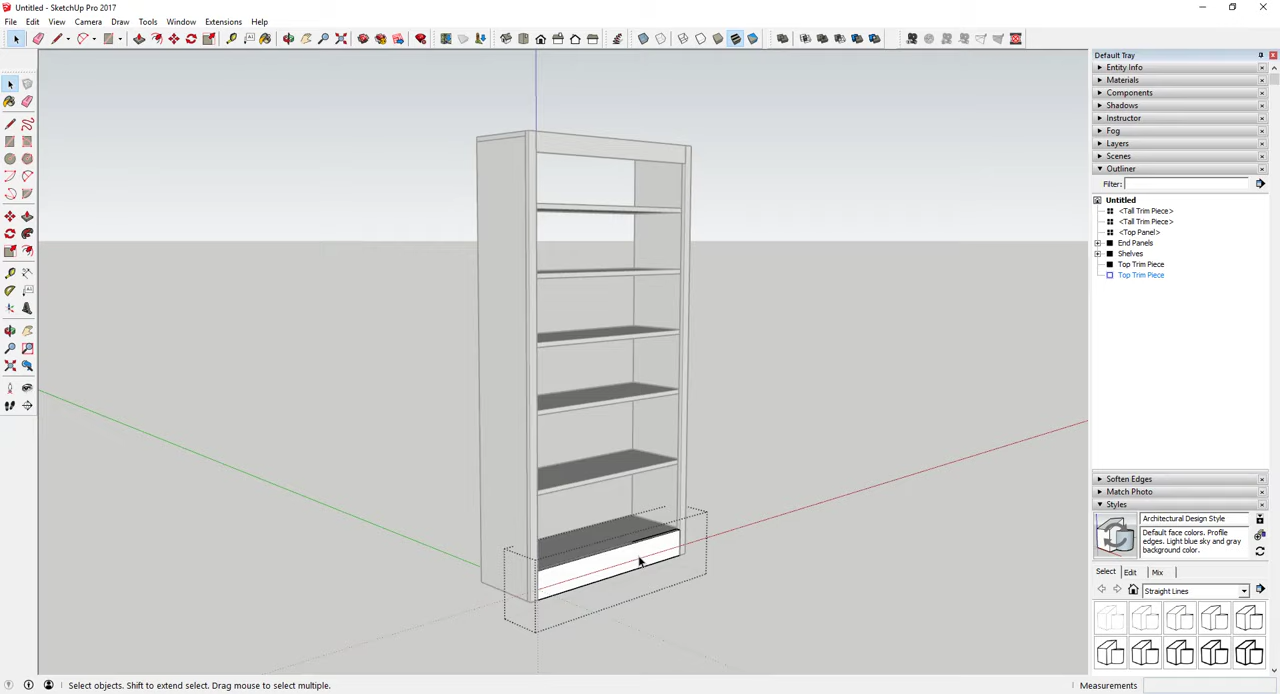 Untitled - SketchUp Pro 2017
File Edit View Camera Draw Tools Window Extensions Help
Default Tray
Entity Info
Materials
Components
Shadows
Instructor
Fog
Layers
Scenes
Outliner
Filter:
Untitled
<Tall Trim Piece>
<Tall Trim Piece>
<Top Panel>
End Panels
Shelves
Top Trim Piece
Top Trim Piece
Soften Edges
Match Photo
Styles
Architectural Design Style
Default face colors. Profile
edges. Light blue sky and gray
background color.
Select Edit Mix
Straight Lines
Select objects. Shift to extend select. Drag mouse to select multiple.
Measurements